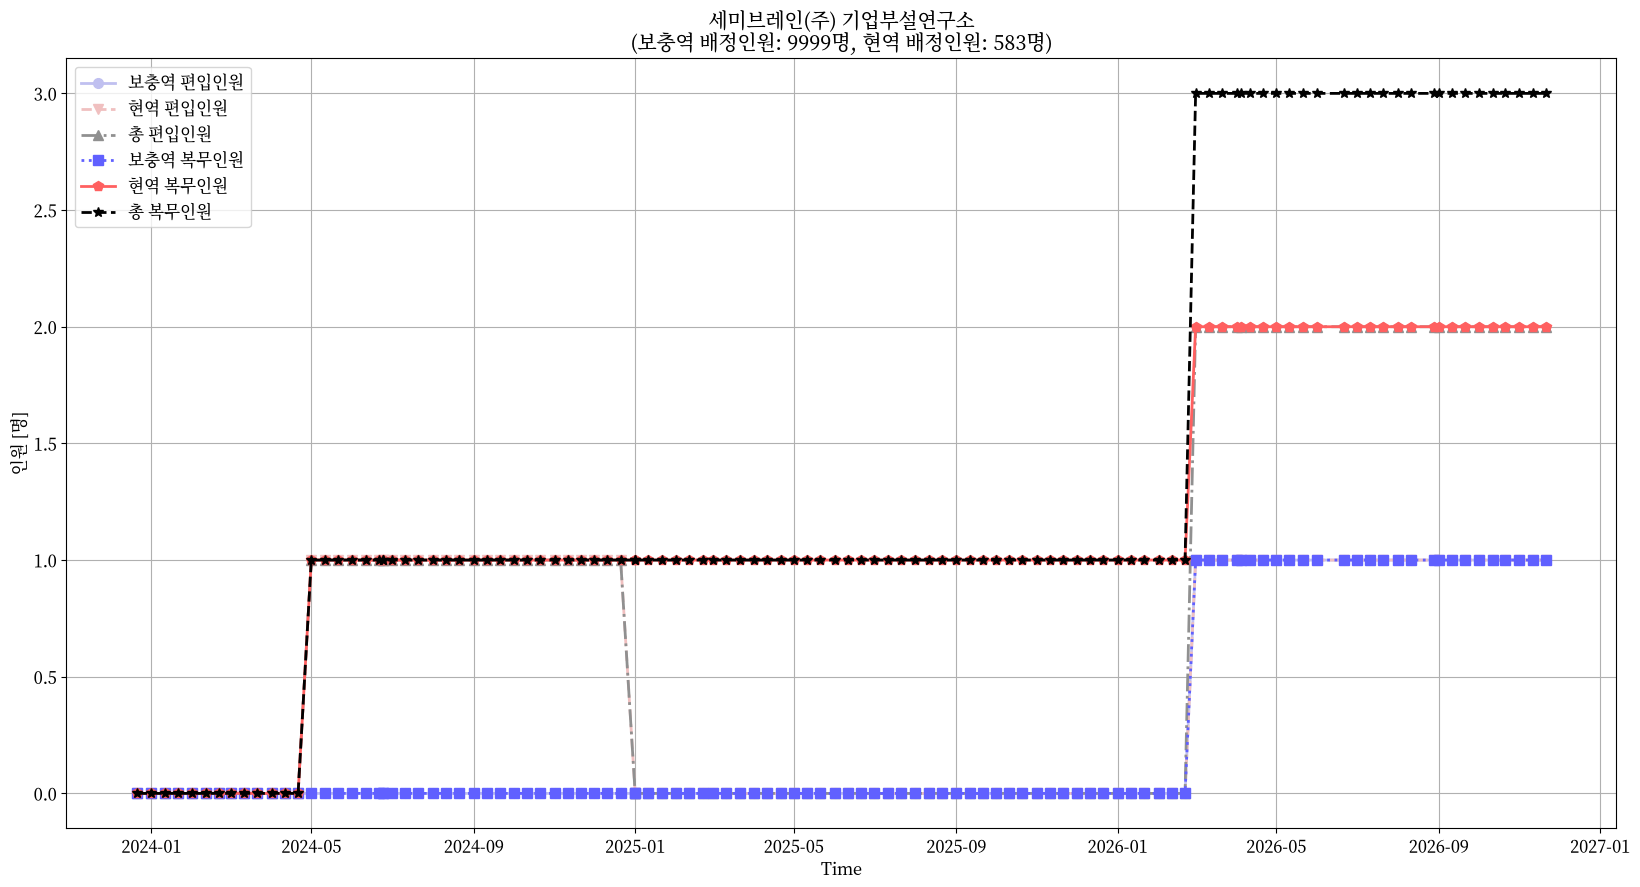 세미브레인(주) 기업부설연구소
(보충역 배정인원: 9999명, 현역 배정인원: 583명)
보충역 편입인원
현역 편입인원
총 편입인원
보충역 복무인원
현역 복무인원
총 복무인원
인원 [명]
3.0
2.5
2.0
1.5
1.0
0.5
0.0
2024-01
2024-05
2024-09
2025-01
2025-05
2025-09
2026-01
2026-05
2026-09
2027-01
Time